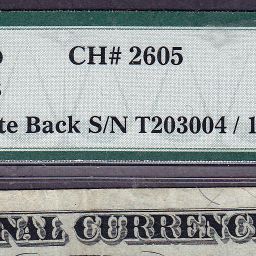 CH# 2605
te Back S/N T203004 / 1
NAL CURRENC